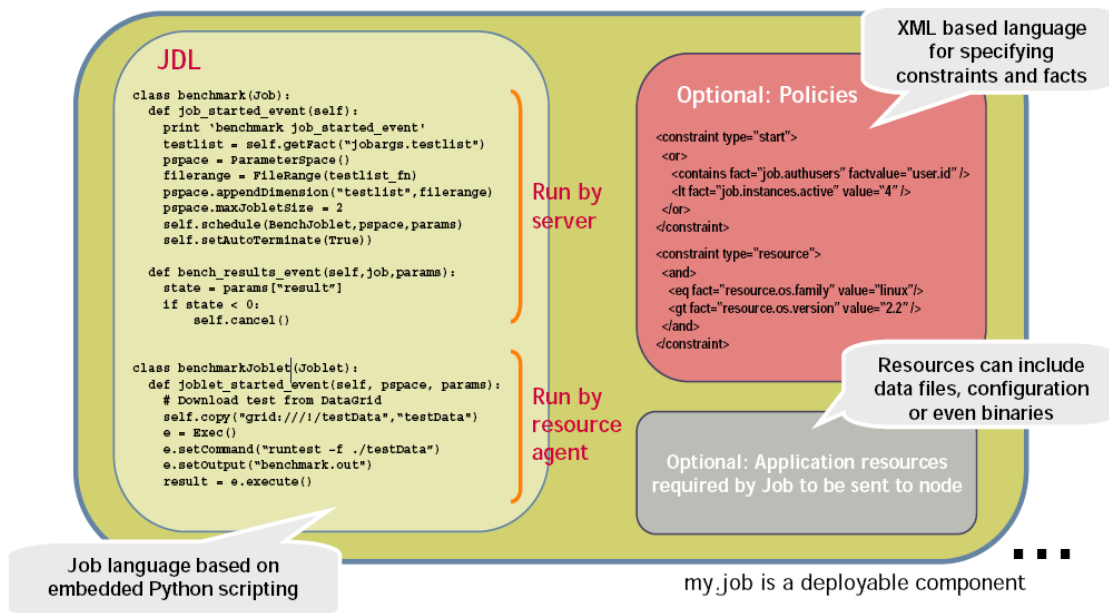 JDL
class benchmark(Job):
def job_started_event(self):
print `benchmark job_started_event'
testlist = self.getFact("jobargs.testlist")
pspace = ParameterSpace()
filerange = FileRange(testlist_fn)
pspace.appendDimension("testlist",filerange)
pspace.maxJobletSize = 2
self.schedule(BenchJoblet,pspace,params)
self.setAutoTerminate(True))
def bench_results_event(self,job,params):
state = params["result"]
if state < 0:
self.cancel()
Run by
server
class benchmarkJoblet(Joblet):
def joblet_started_event(self, pspace, params):
# Download test from DataGrid
self.copy("grid:///!/testData","testData")
e = Exec()
e.setCommand("runtest -f ./testData")
e.setOutput("benchmark.out")
result = e.execute()
Run by
resource
agent
Job language based on
embedded Python scripting
XML based language
for specifying
constraints and facts
Optional: Policies
<constraint type="start">
<or>
<contains fact="job.authusers" factvalue="user.id" />
<lt fact="job.instances.active" value="4" />
</or>
</constraint>
<constraint type="resource">
<and>
<eq fact="resource.os.family" value="linux"/>
<gt fact="resource.os.version" value="2.2" />
</and>
</constraint>
Resources can include
data files, configuration
or even binaries
Optional: Application resources
required by Job to be sent to node
...
my.job is a deployable component